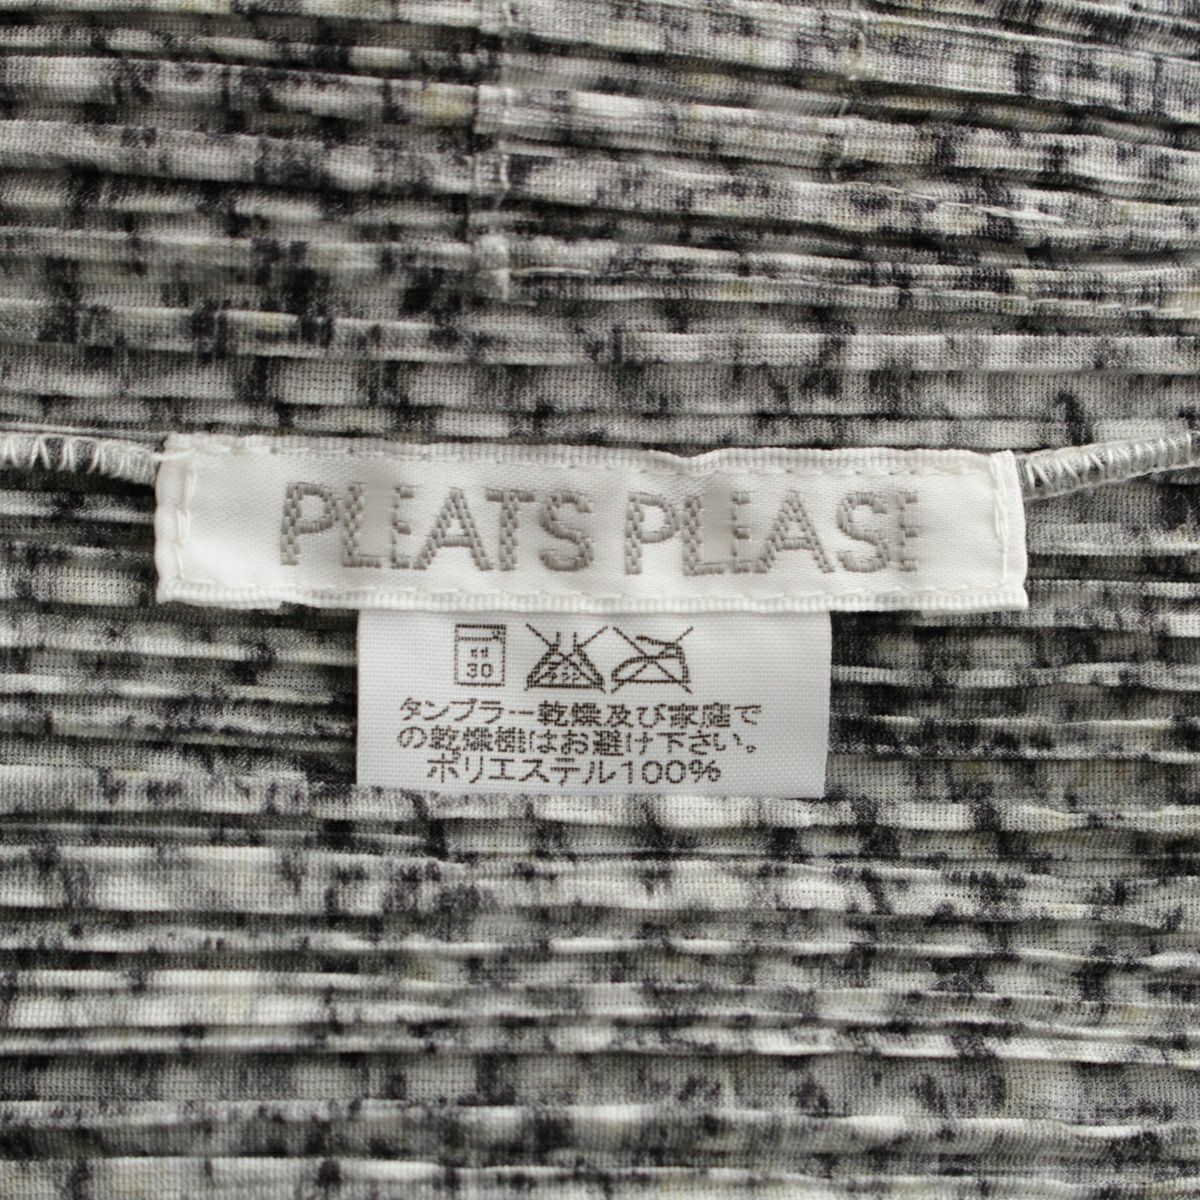 PLEATS PLEASE
30
タンブラー乾燥及び家庭で
の乾燥機はお避け下さい。
ポリエステル100%